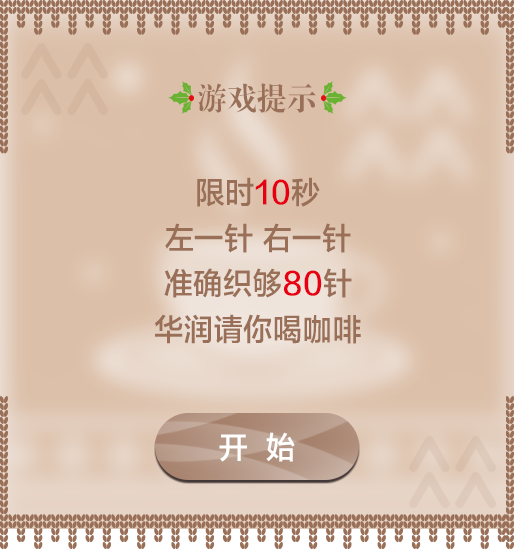 游戏提示
限时10秒
左一针 右一针
准确织够80针
华润请你喝咖啡
开 始